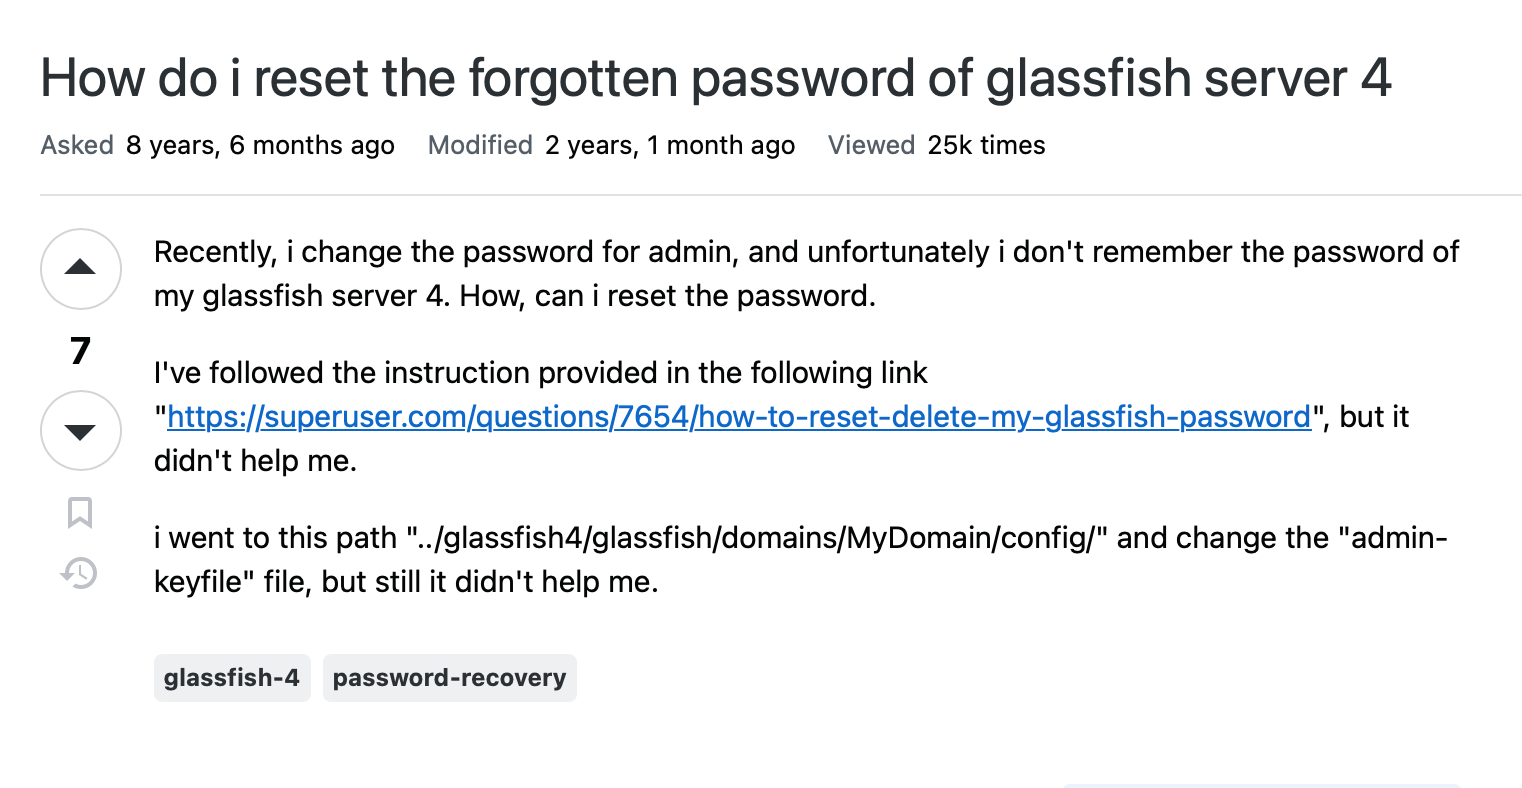 How do i reset the forgotten password of glassfish server 4
Asked 8 years, 6 months ago Modified 2 years, 1 month ago Viewed 25k times
Recently, i change the password for admin, and unfortunately i don't remember the password of
my glassfish server 4. How, can i reset the password.
7
I've followed the instruction provided in the following link
"https://superuser.com/questions/7654/how-to-reset-delete-my-glassfish-password", but it
didn't help me.
i went to this path "../glassfish4/glassfish/domains/MyDomain/config/" and change the "admin-
keyfile" file, but still it didn't help me.
glassfish-4 password-recovery